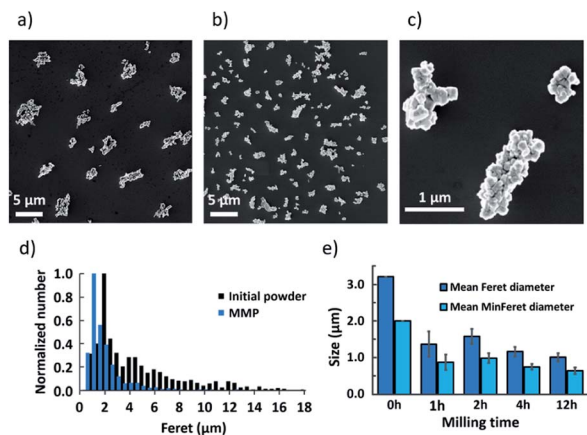 a)
b)
c)
5 μm
5 μm
1 μm
d)
e)
Normalized number
1.0
0.8
0.6
0.4
0.2
0
Initial powder
MMP
0 2 4 6 8 10 12 14 16 18
Feret (μm)
Size (μm)
3.0
2.0
1.0
0.0
Mean Feret diameter
Mean MinFeret diameter
0h 1h 2h 4h 12h
Milling time